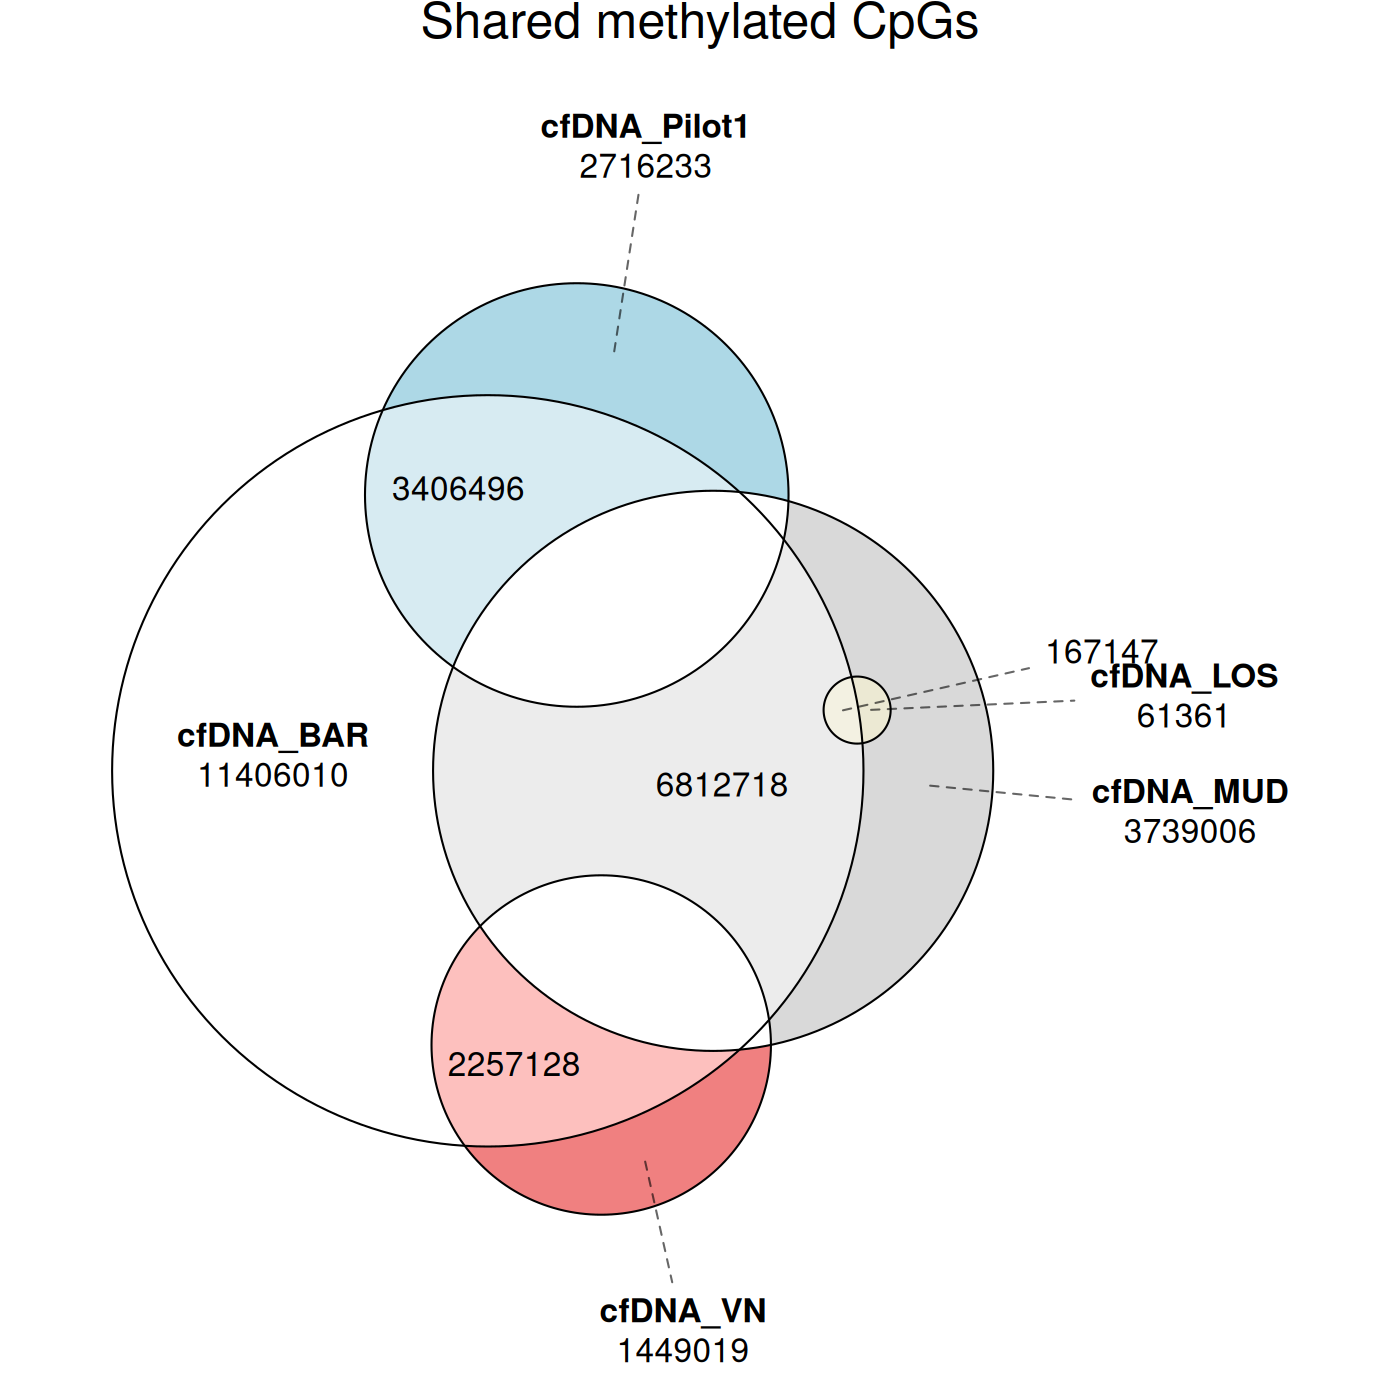 Shared methylated CpGs
cfDNA_Pilot1
2716233
3406496
167147
cfDNA_LOS
61361
cfDNA_BAR
11406010
6812718
cfDNA_MUD
3739006
2257128
cfDNA_VN
1449019